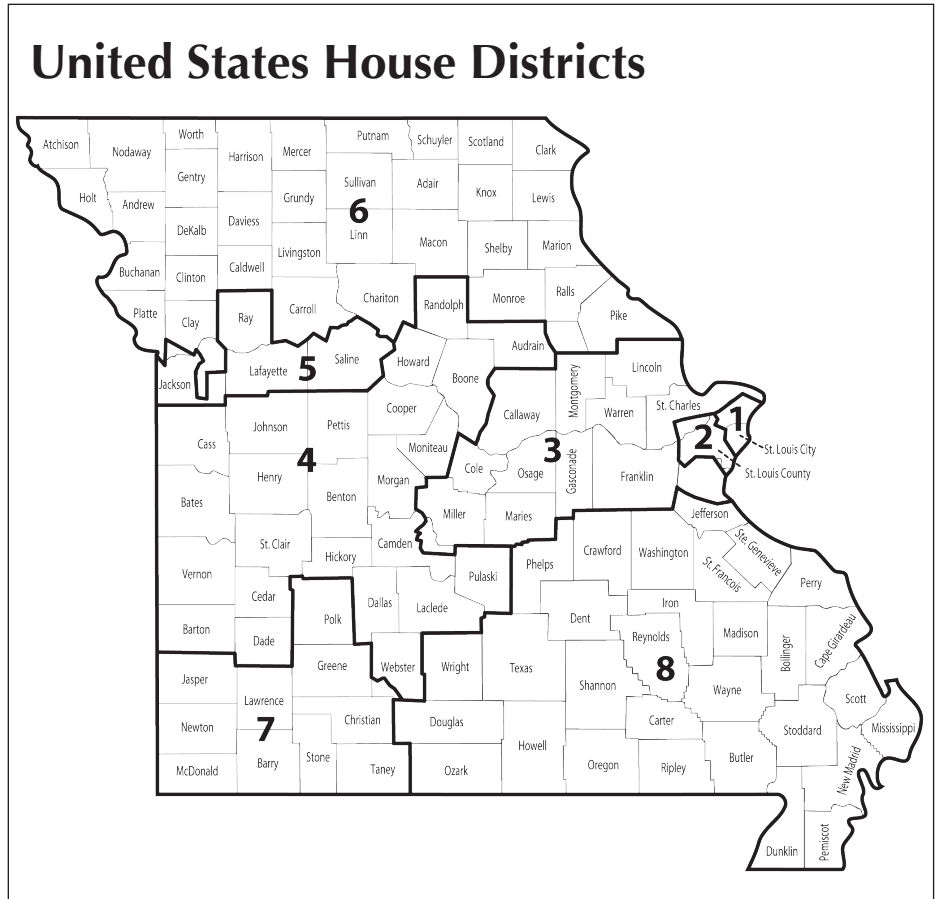 United States House Districts
Atchison
Nodaway
Worth
Harrison
Mercer
Putnam
Schuyler
Scotland
Clark
Gentry
Sullivan
Adair
Knox
Lewis
Holt
Andrew
Grundy
6
DeKalb
Daviess
Linn
Macon
Shelby
Marion
Livingston
Buchanan
Clinton
Caldwell
Platte
Clay
Ray
Carroll
Chariton
Randolph
Monroe
Ralls
Pike
Jackson
Lafayette
5
Saline
Howard
Boone
Audrain
Montgomery
Lincoln
Cass
Johnson
Pettis
Cooper
Callaway
Warren
St. Charles
1
2
St. Louis City
St. Louis County
4
Moniteau
Cole
3
Osage
Gasconade
Franklin
Henry
Benton
Morgan
Bates
Miller
Maries
Jefferson
St. Clair
Hickory
Camden
Phelps
Crawford
Washington
Ste. Genevieve
St. Francois
Perry
Vernon
Cedar
Pulaski
Polk
Dallas
Laclede
Dent
Iron
Barton
Dade
Reynolds
Madison
Bollinger
Cape Girardeau
Jasper
Greene
Webster
Wright
Texas
8
Shannon
Wayne
Scott
Lawrence
7
Newton
Christian
Douglas
Carter
Stoddard
Mississippi
McDonald
Barry
Stone
Taney
Ozark
Howell
Oregon
Ripley
Butler
New Madrid
Dunklin
Pemiscot